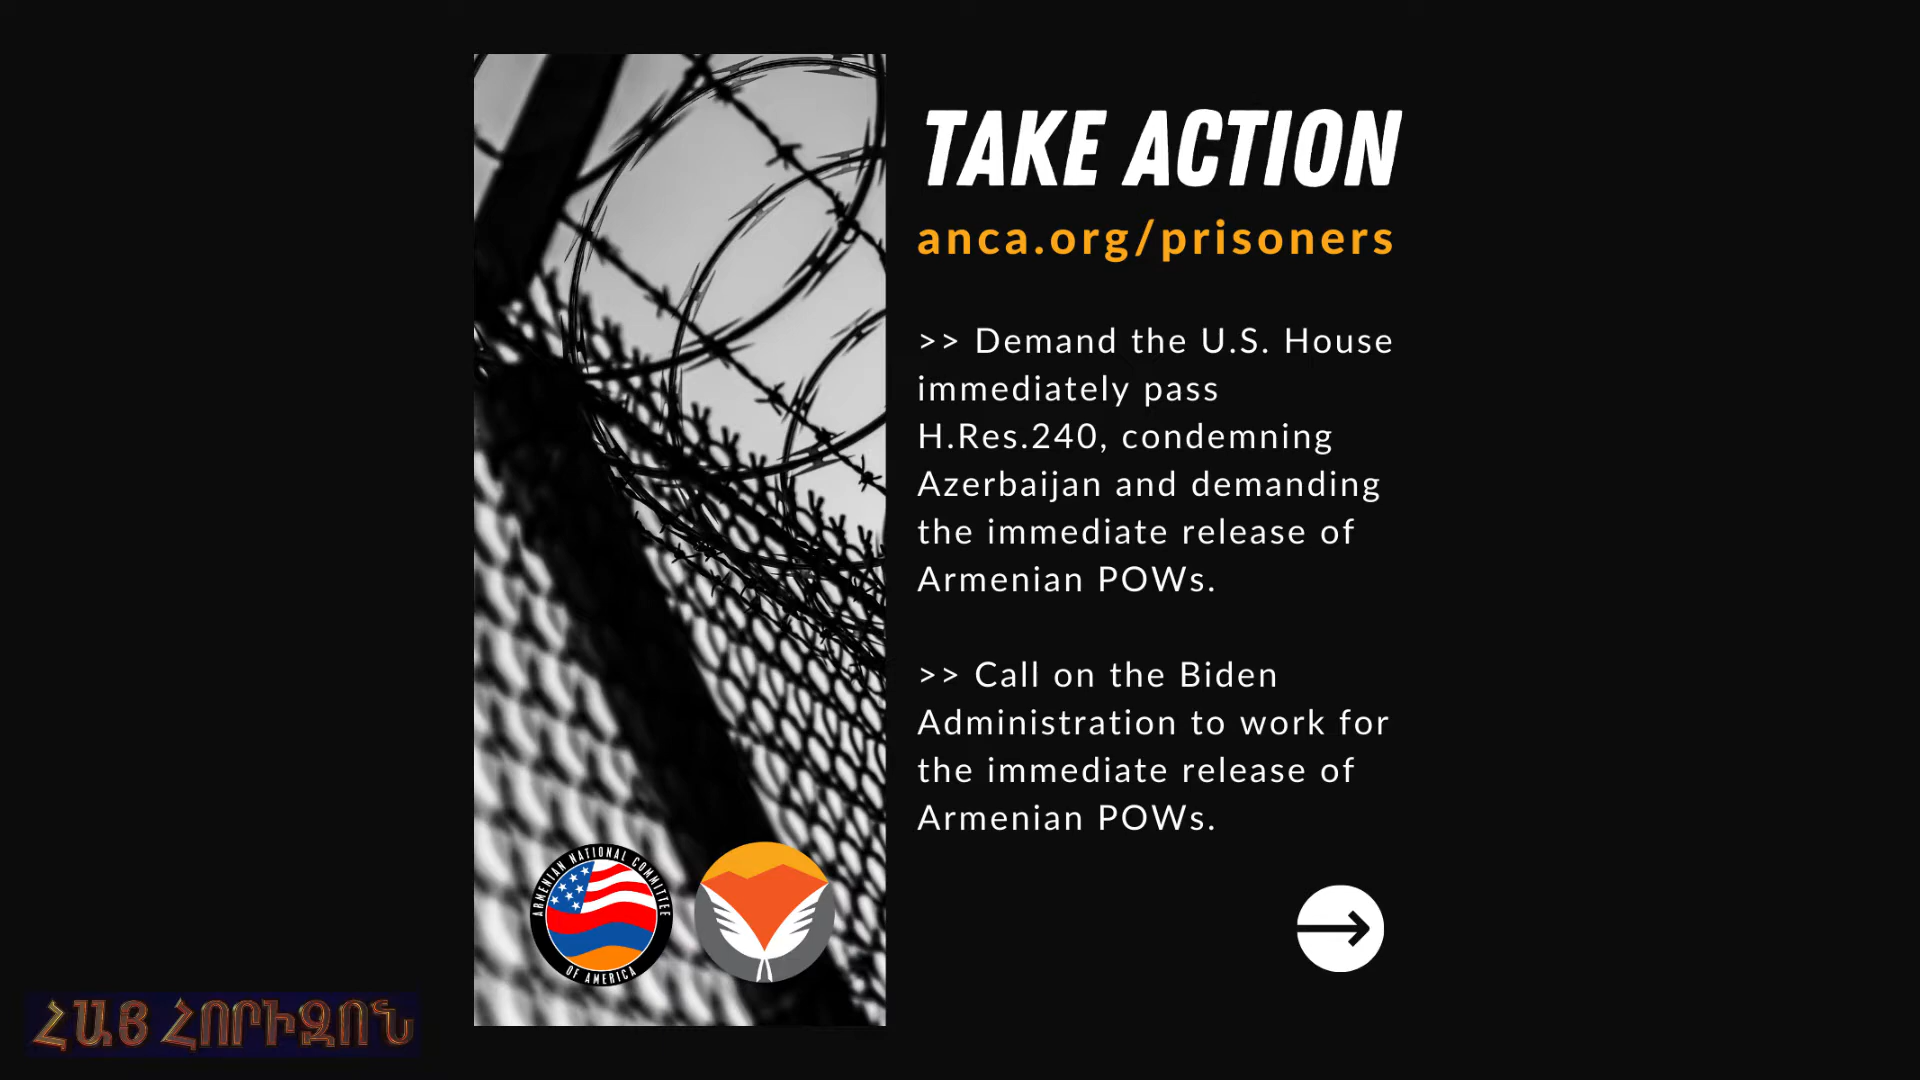 TAKE ACTION
anca.org/prisoners
>> Demand the U.S. House
immediately pass
H.Res.240, condemning
Azerbaijan and demanding
the immediate release of
Armenian POWs.
>> Call on the Biden
Administration to work for
the immediate release of
Armenian POWs.
ARMENIAN NATIONAL COMMITTEE
OF AMERICA
ՀԱՅ ՀՈՐԻԶՈՆ